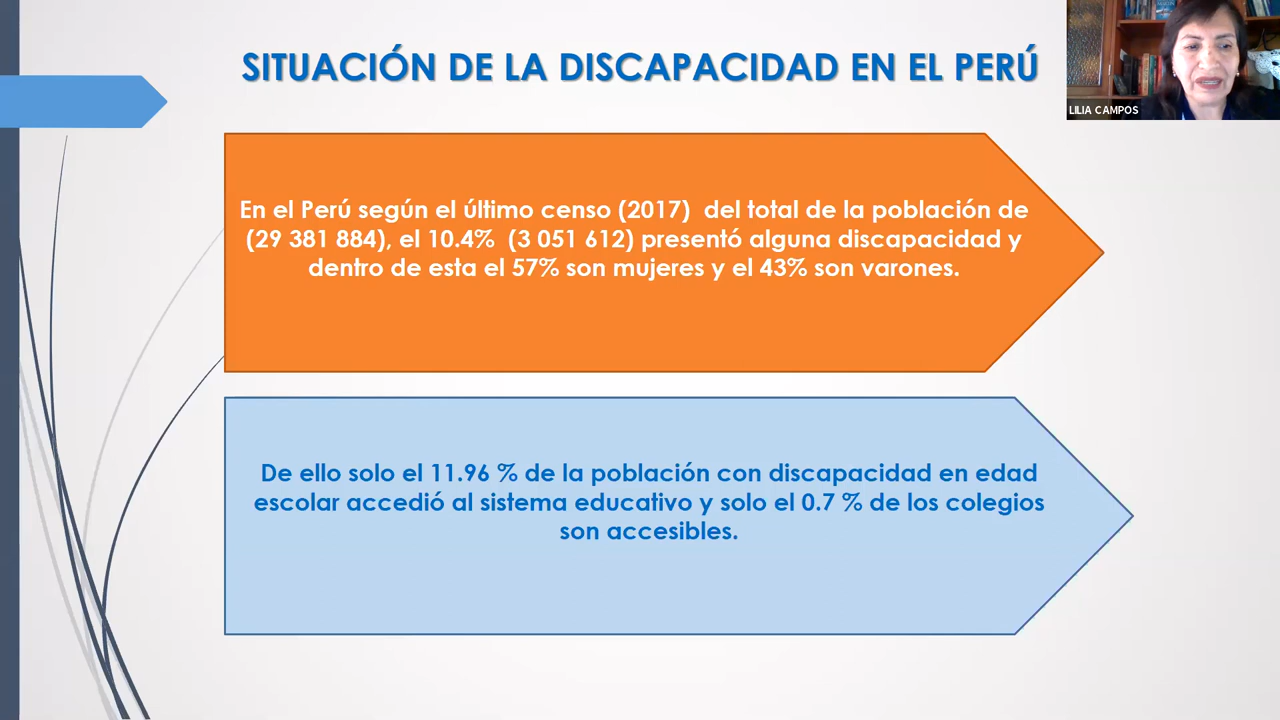 SITUACIÓN DE LA DISCAPACIDAD EN EL PERÚ
LILIA CAMPOS
En el Perú según el último censo (2017) del total de la población de
(29 381 884), el 10.4% (3 051 612) presentó alguna discapacidad y
dentro de esta el 57% son mujeres y el 43% son varones.
De ello solo el 11.96 % de la población con discapacidad en edad
escolar accedió al sistema educativo y solo el 0.7 % de los colegios
son accesibles.